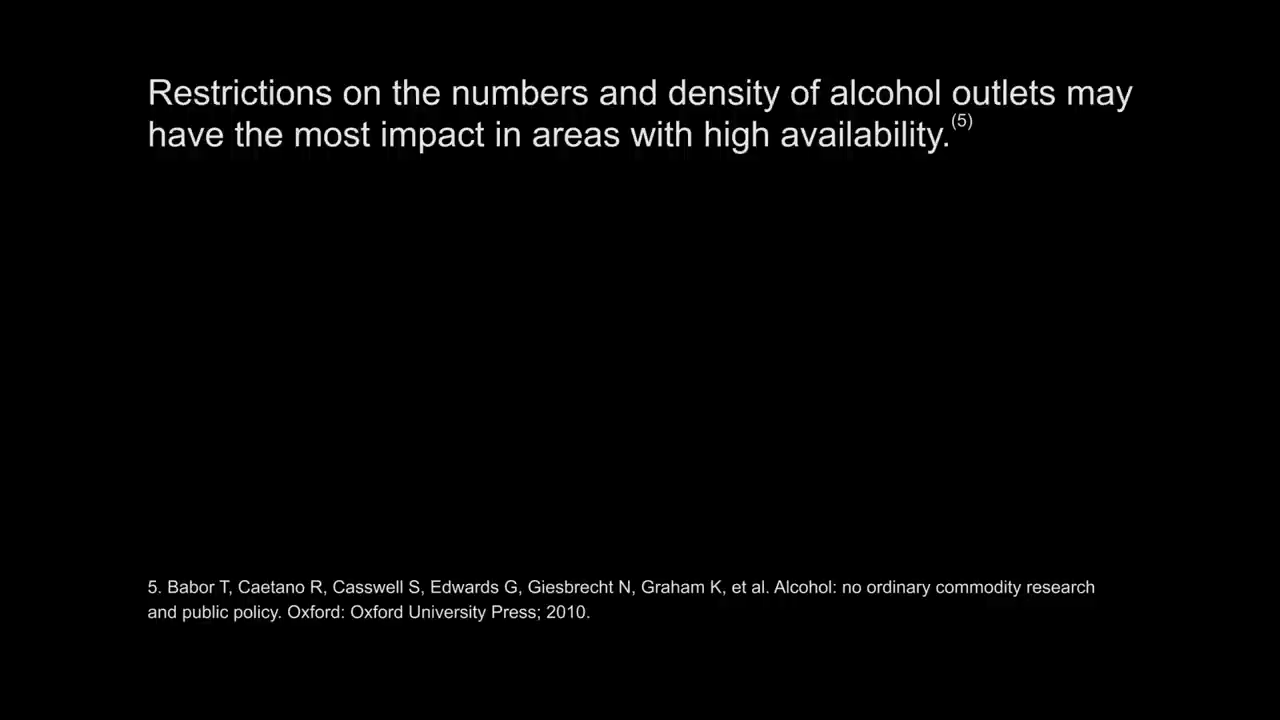 Restrictions on the numbers and density of alcohol outlets may
have the most impact in areas with high availability.(5)
5. Babor T, Caetano R, Casswell S, Edwards G, Giesbrecht N, Graham K, et al. Alcohol: no ordinary commodity research
and public policy. Oxford: Oxford University Press; 2010.